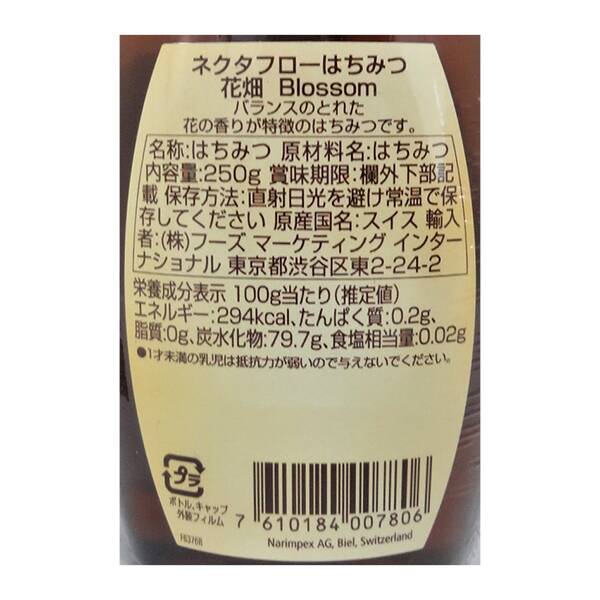 ネクタフローはちみつ
花畑 Blossom
バランスのとれた
花の香りが特徴のはちみつです。
名称:はちみつ 原材料名:はちみつ
内容量:250g 賞味期限:欄外下部記
載 保存方法:直射日光を避け常温で保
存してください 原産国名:スイス 輸入
者:(株)フーズ マーケティング インター
ナショナル 東京都渋谷区東2-24-2
栄養成分表示 100g当たり(推定値)
エネルギー:294kcal、たんぱく質:0.2g、
脂質:0g、炭水化物:79.7g、食塩相当量:0.02g
●1才未満の乳児は抵抗力が弱いので与えないでください。
プラ
ボトル、キャップ
外装フィルム
7 610184 007806
Narimpex AG, Biel, Switzerland